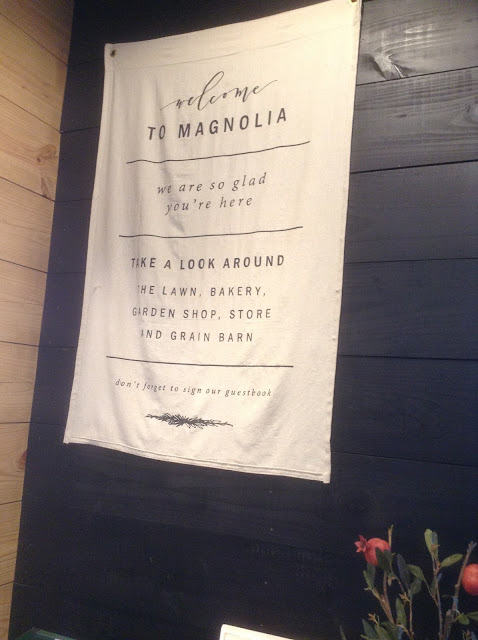 welcome
TO MAGNOLIA
we are so glad
you're here
TAKE A LOOK AROUND
THE LAWN, BAKERY,
GARDEN SHOP, STORE
AND GRAIN BARN
don't forget to sign our guestbook